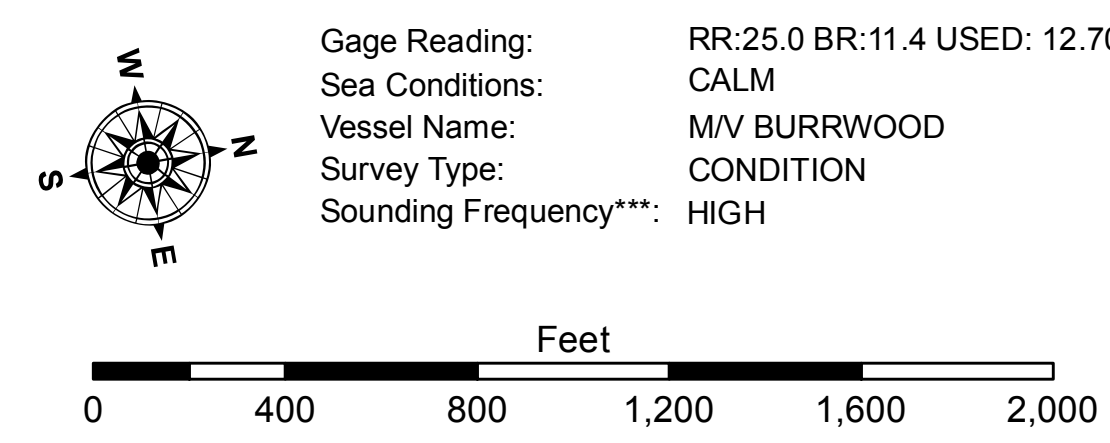 W
N
S
E
Gage Reading: RR:25.0 BR:11.4 USED: 12.70
Sea Conditions: CALM
Vessel Name: M/V BURRWOOD
Survey Type: CONDITION
Sounding Frequency***: HIGH
Feet
0 400 800 1,200 1,600 2,000